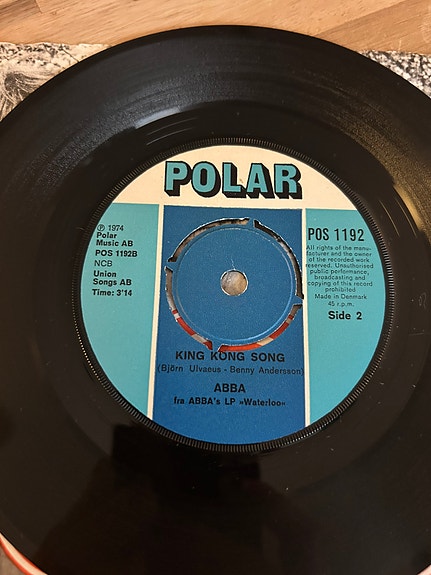 POLAR
℗ 1974
Polar
Music AB
POS 1192B
NCB
Union
Songs AB
Time: 3'14
POS 1192
All rights of the manu-
facturer and the owner
of the recorded work
reserved. Unauthorised
public performance,
broadcasting and
copying of this record
prohibited
Made in Denmark
45 r.p.m.
Side 2
KING KONG SONG
(Björn Ulvaeus - Benny Andersson)
ABBA
fra ABBA's LP »Waterloo«